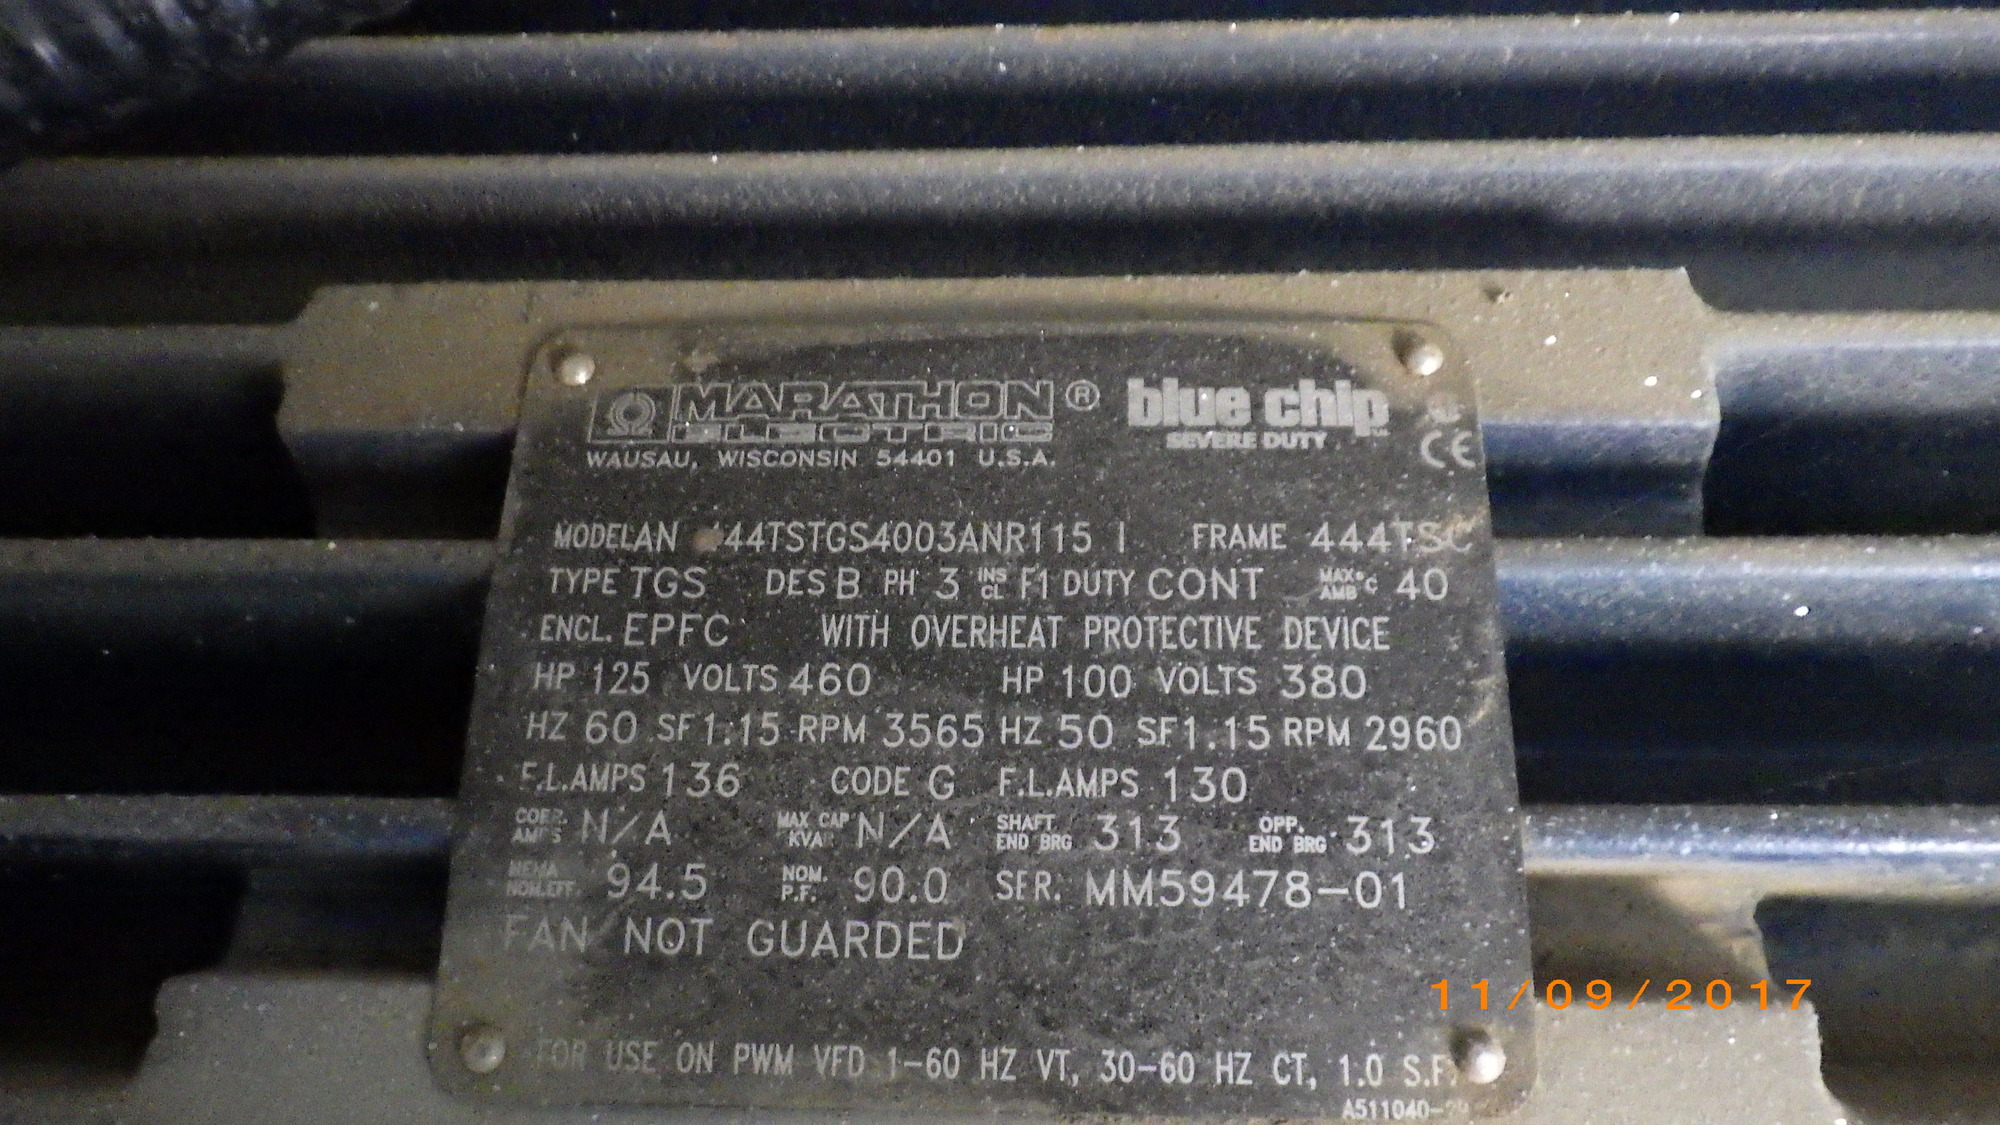 MARATHON® blue chip
ELECTRIC SEVERE DUTY
WAUSAU, WISCONSIN 54401 U.S.A. CE
MODEL AN 44TSTGS4003ANR115 I FRAME 444TSC
TYPE TGS DES B PH 3 INS CL F1 DUTY CONT MAX °C AMB 40
ENCL. EPFC WITH OVERHEAT PROTECTIVE DEVICE
HP 125 VOLTS 460 HP 100 VOLTS 380
HZ 60 SF 1.15 RPM 3565 HZ 50 SF 1.15 RPM 2960
F.L.AMPS 136 CODE G F.L.AMPS 130
CORR. AMPS N/A MAX CAP KVAR N/A SHAFT END BRG 313 OPP. END BRG 313
NEMA NOM.EFF. 94.5 NOM. P.F. 90.0 SER. MM59478-01
FAN NOT GUARDED
FOR USE ON PWM VFD 1-60 HZ VT, 30-60 HZ CT, 1.0 S.F.
11/09/2017